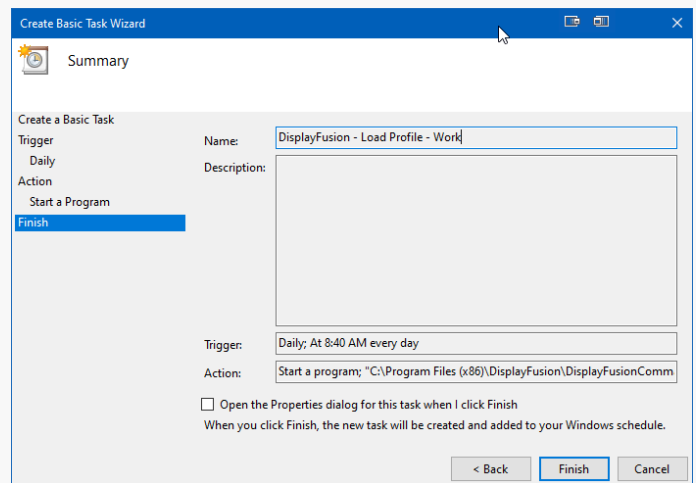 Create Basic Task Wizard
Summary
Create a Basic Task
Trigger
Daily
Action
Start a Program
Finish
Name: DisplayFusion - Load Profile - Work
Description:
Trigger: Daily; At 8:40 AM every day
Action: Start a program; "C:\Program Files (x86)\DisplayFusion\DisplayFusionComm
Open the Properties dialog for this task when I click Finish
When you click Finish, the new task will be created and added to your Windows schedule.
< Back Finish Cancel